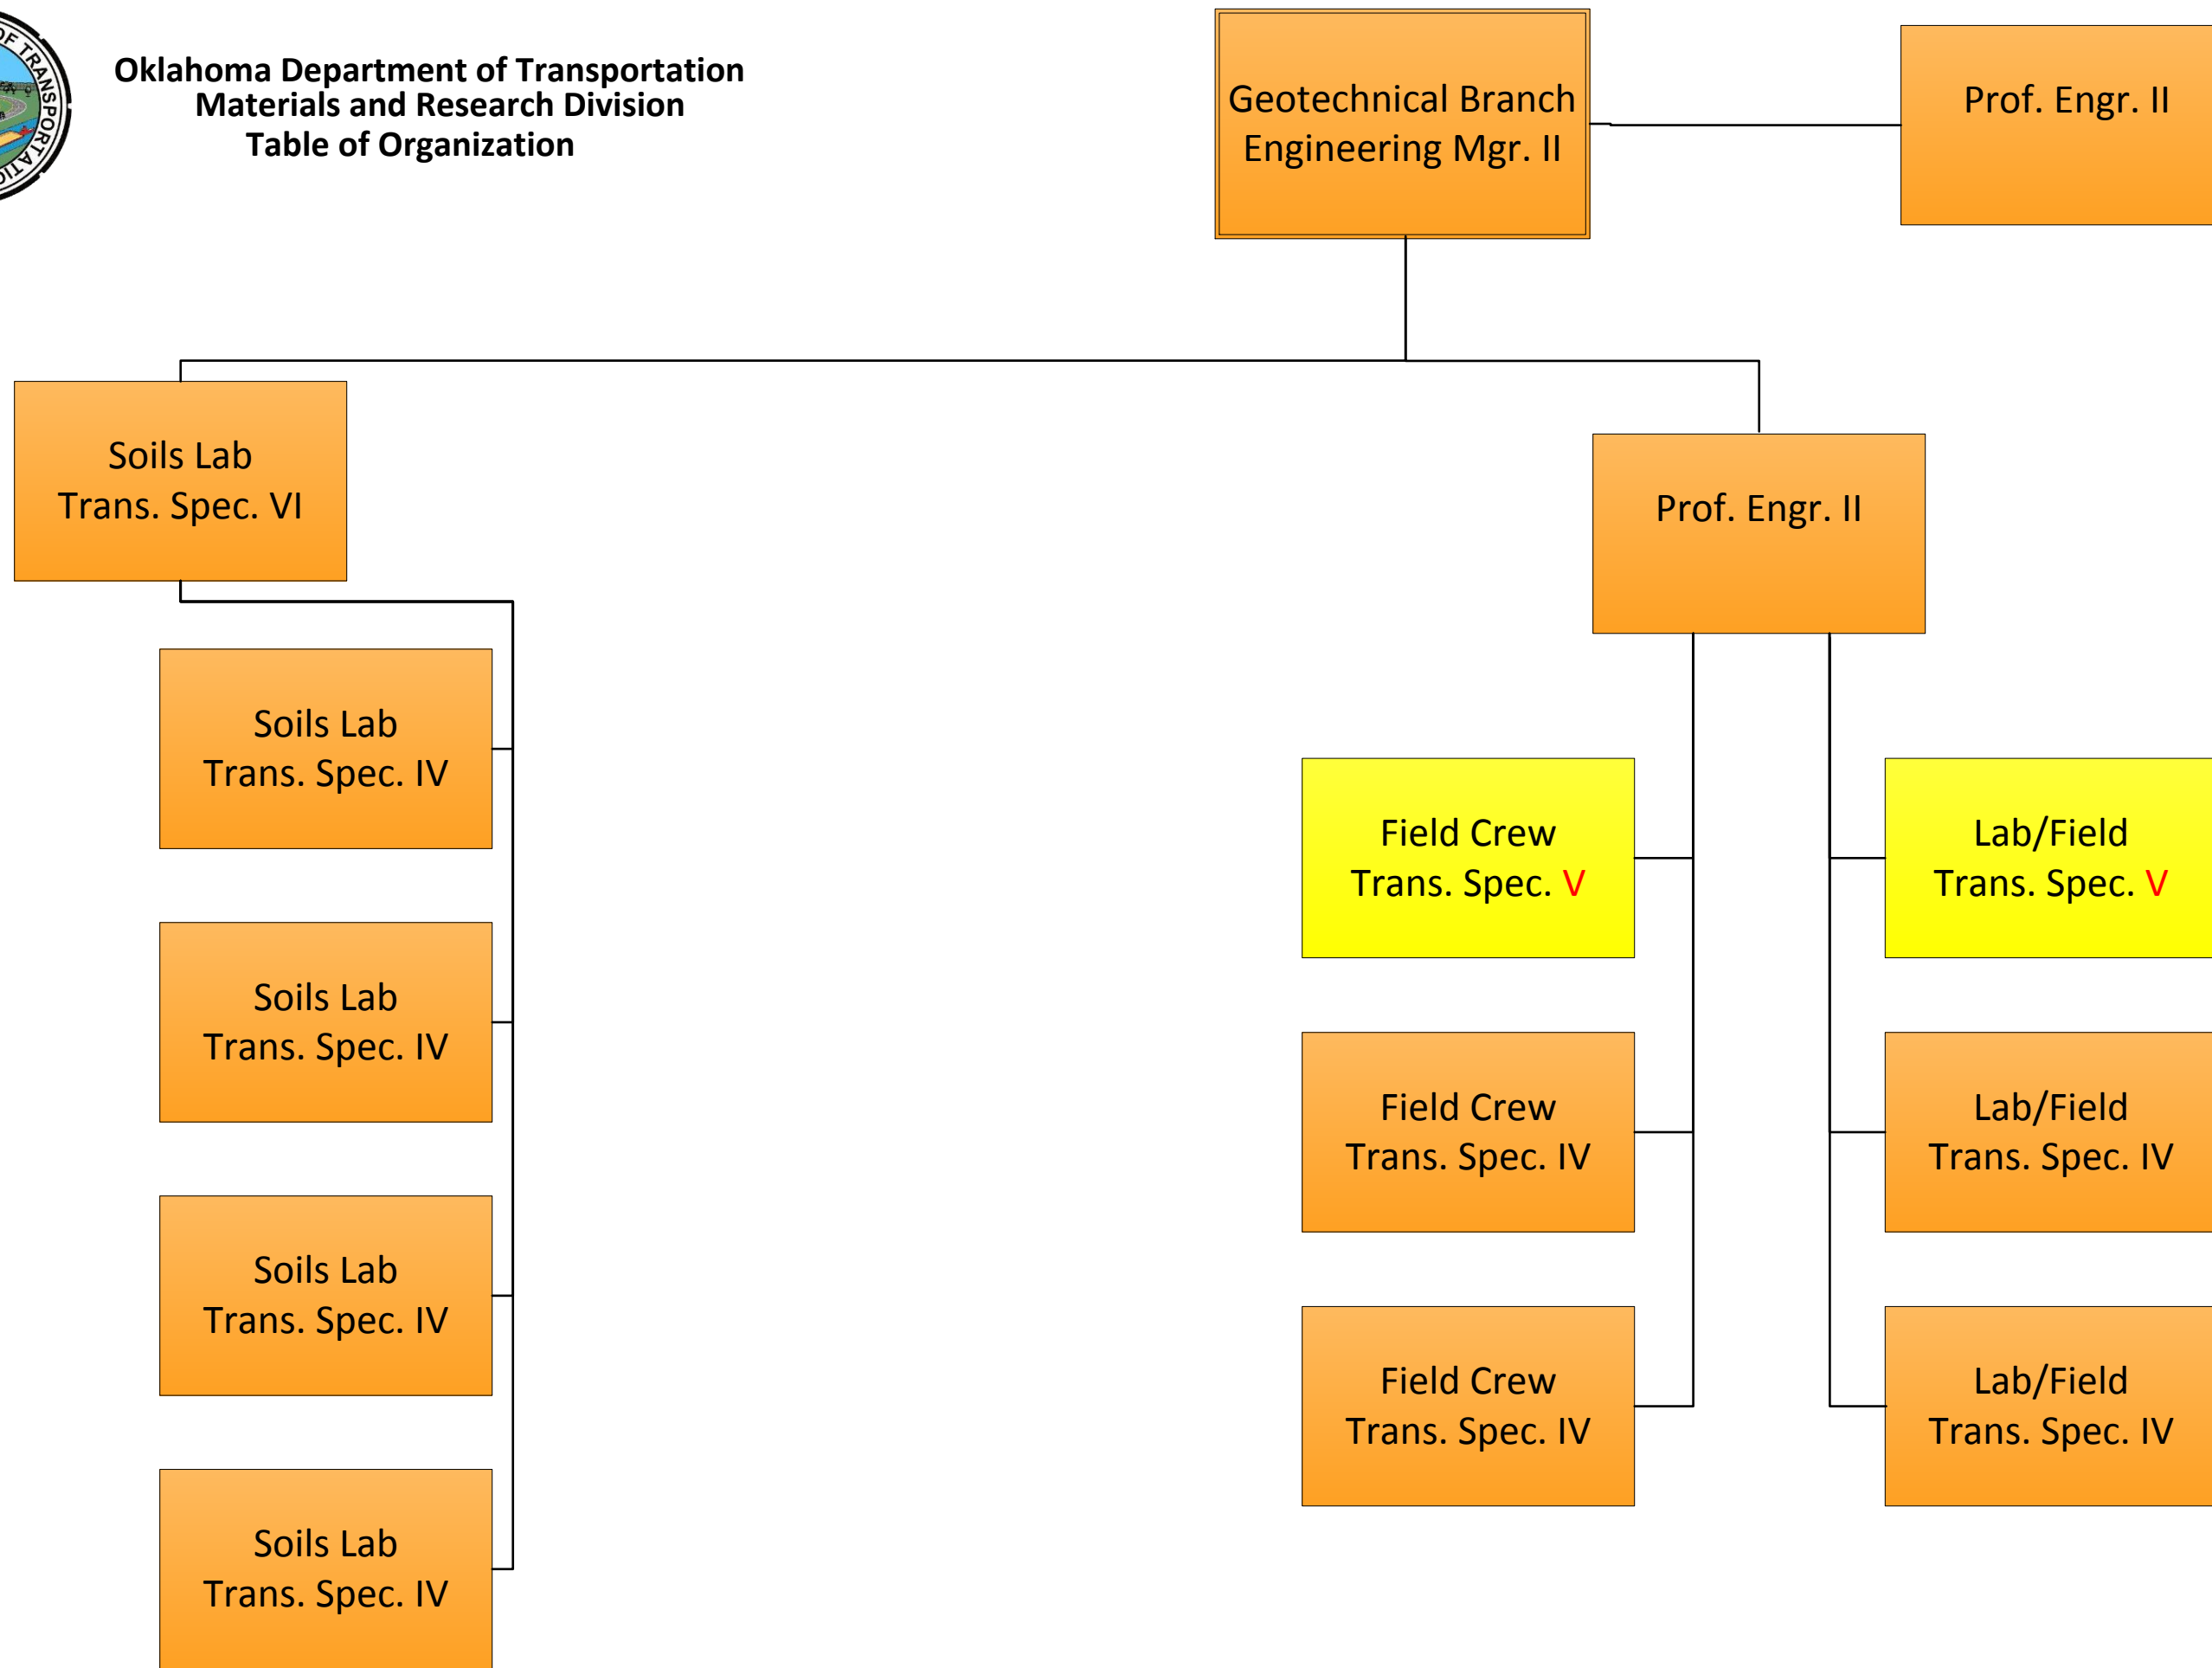 OF TRANSPORTATIO
Oklahoma Department of Transportation
Materials and Research Division
Table of Organization
Geotechnical Branch
Engineering Mgr. II
Prof. Engr. II
Soils Lab
Trans. Spec. VI
Prof. Engr. II
Soils Lab
Trans. Spec. IV
Field Crew
Trans. Spec. V
Lab/Field
Trans. Spec. V
Soils Lab
Trans. Spec. IV
Field Crew
Trans. Spec. IV
Lab/Field
Trans. Spec. IV
Soils Lab
Trans. Spec. IV
Field Crew
Trans. Spec. IV
Lab/Field
Trans. Spec. IV
Soils Lab
Trans. Spec. IV